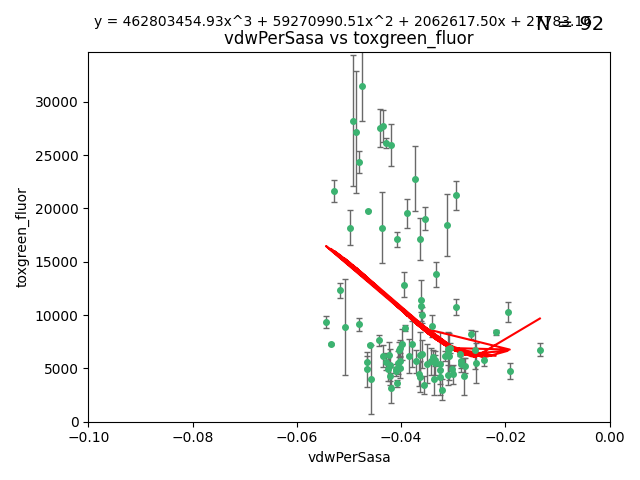 y = 462803454.93x^3 + 59270990.51x^2 + 2062617.50x +
N = 92
vdwPerSasa vs toxgreen_fluor
30000
25000
20000
15000
10000
5000
0
toxgreen_fluor
−0.10
−0.08
−0.06
−0.04
−0.02
0.00
vdwPerSasa